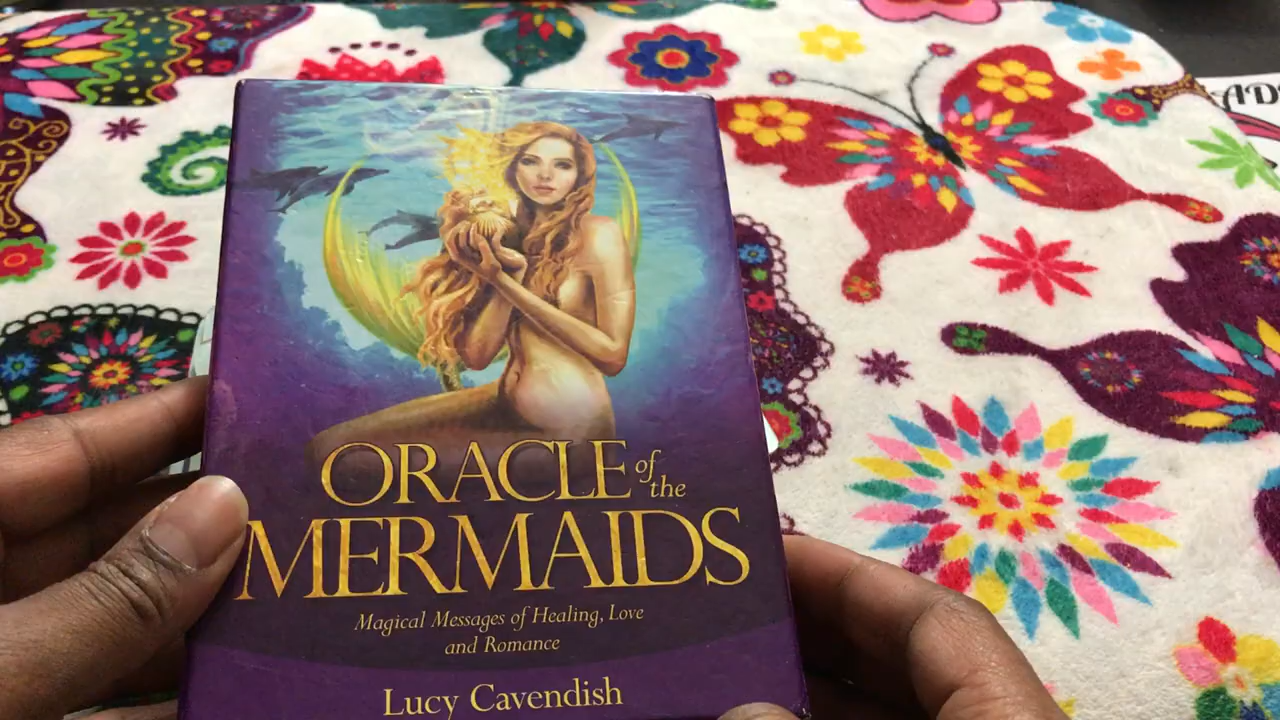 ORACLE of the
MERMAIDS
Magical Messages of Healing, Love
and Romance
Lucy Cavendish